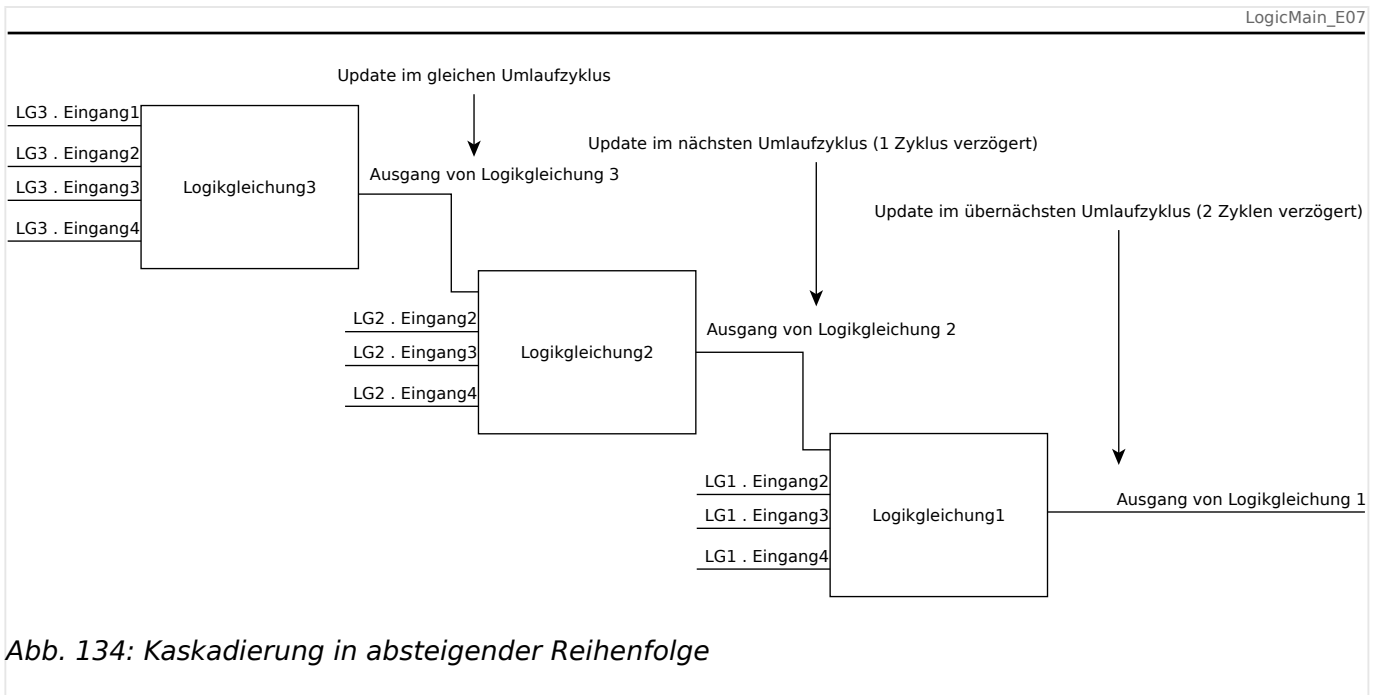 LogicMain_E07
Update im gleichen Umlaufzyklus
LG3 . Eingang1
LG3 . Eingang2
LG3 . Eingang3
LG3 . Eingang4
Logikgleichung3
Ausgang von Logikgleichung 3
Update im nächsten Umlaufzyklus (1 Zyklus verzögert)
LG2 . Eingang2
LG2 . Eingang3
LG2 . Eingang4
Logikgleichung2
Ausgang von Logikgleichung 2
Update im übernächsten Umlaufzyklus (2 Zyklen verzögert)
LG1 . Eingang2
LG1 . Eingang3
LG1 . Eingang4
Logikgleichung1
Ausgang von Logikgleichung 1
Abb. 134: Kaskadierung in absteigender Reihenfolge